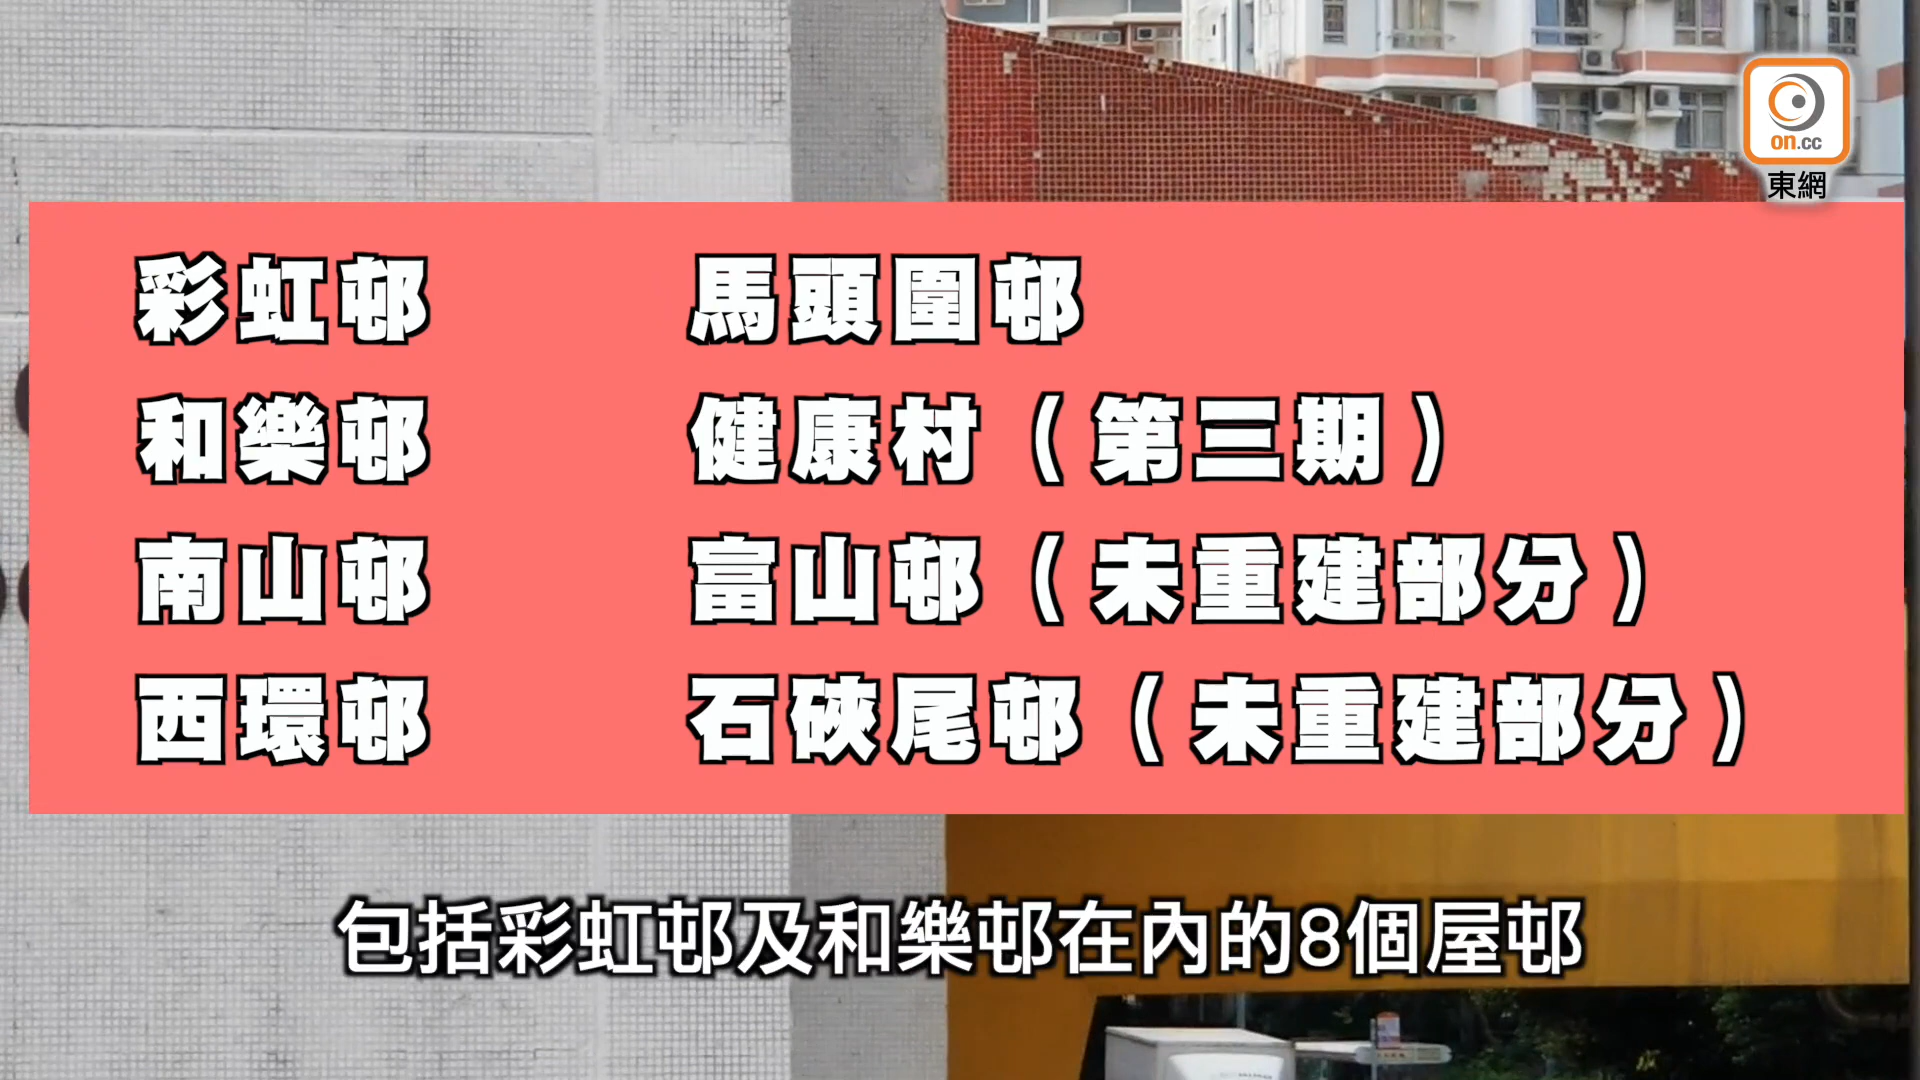 on.cc
東網
彩虹邨 馬頭圍邨
和樂邨 健康村（第三期）
南山邨 富山邨（未重建部分）
西環邨 石硤尾邨（未重建部分）
包括彩虹邨及和樂邨在內的8個屋邨